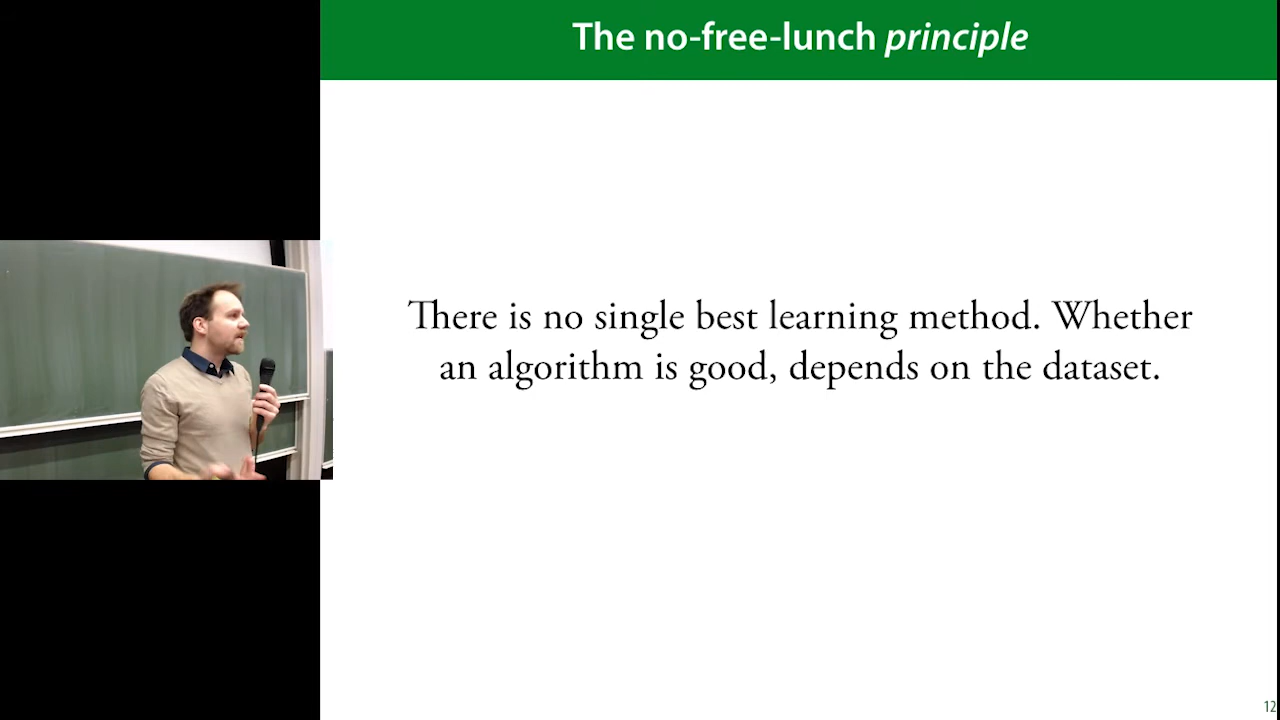 The no-free-lunch principle
There is no single best learning method. Whether
an algorithm is good, depends on the dataset.
12